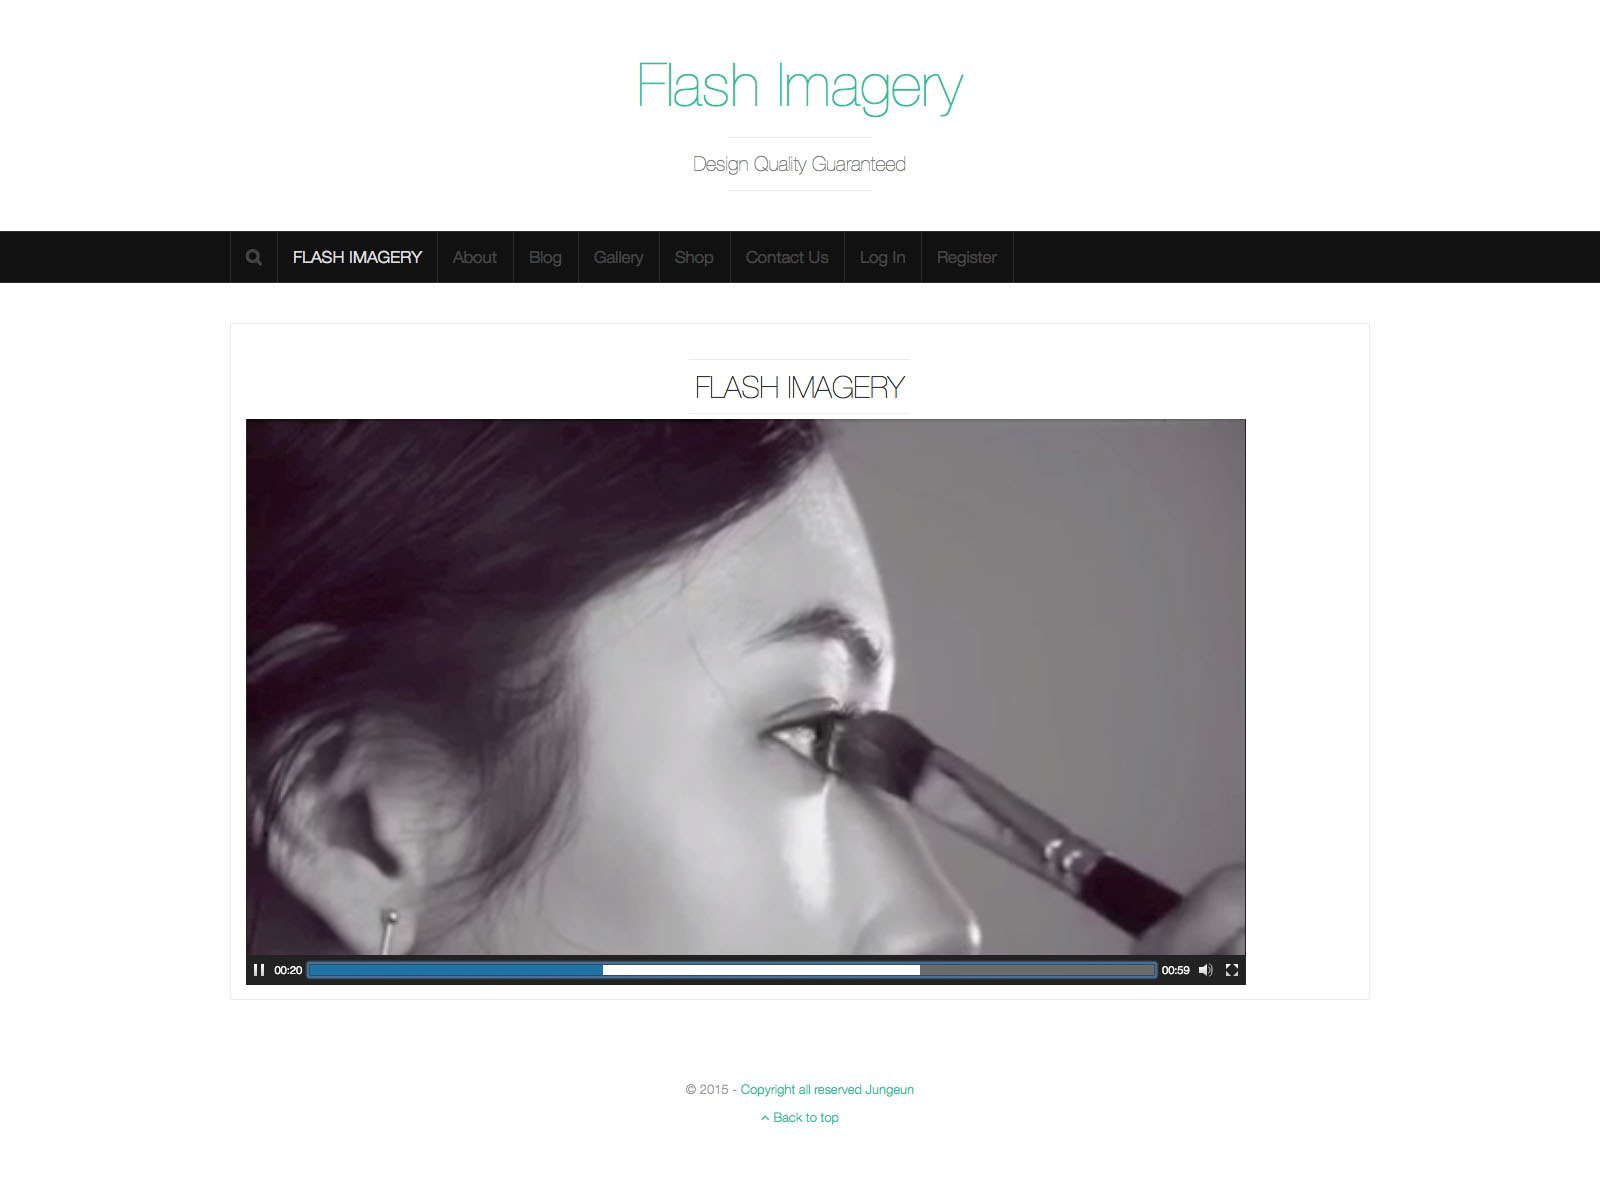 Flash Imagery
Design Quality Guaranteed
FLASH IMAGERY About Blog Gallery Shop Contact Us Log In Register
FLASH IMAGERY
00:20 00:59
© 2015 - Copyright all reserved Jungeun
Back to top